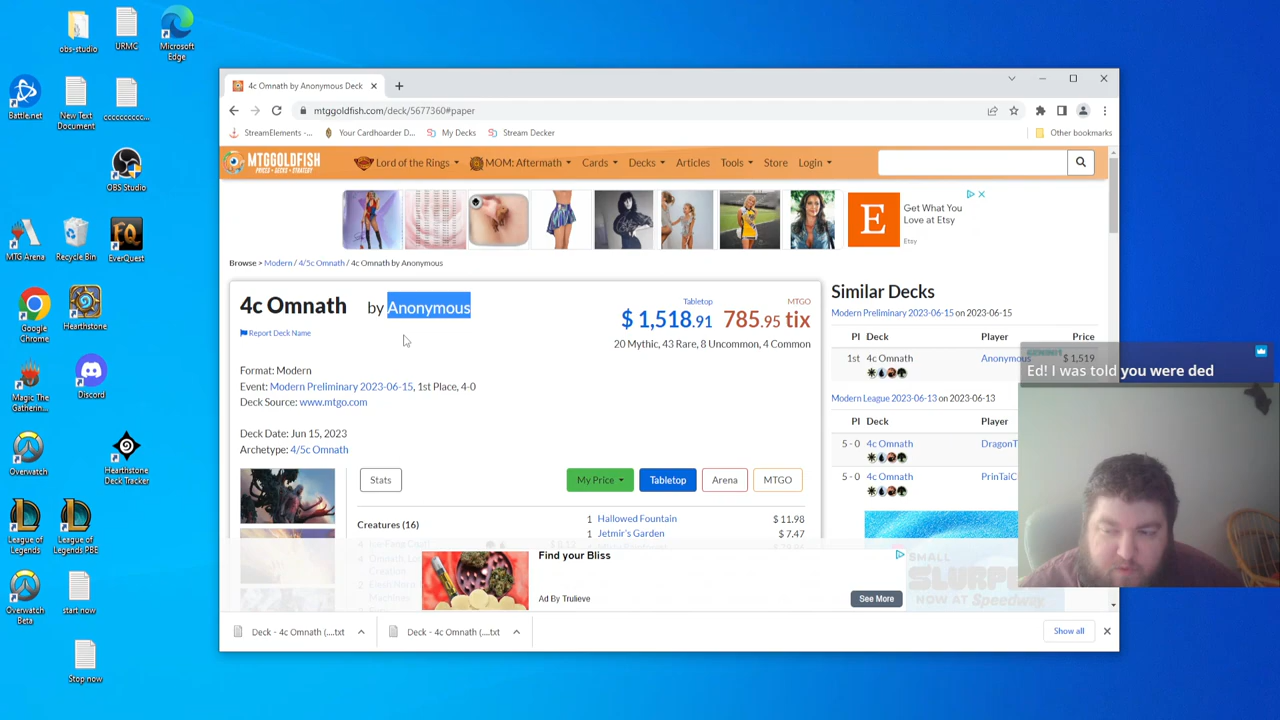 obs-studio
URMC
Microsoft Edge
Battle.net
New Text Document
cccccccccc...
OBS Studio
MTG Arena
Recycle Bin
EverQuest
Google Chrome
Hearthstone
Magic The Gatherin...
Discord
Overwatch
Hearthstone Deck Tracker
League of Legends
League of Legends PBE
Overwatch Beta
start now
Stop now
4c Omnath by Anonymous Deck
mtggoldfish.com/deck/5677360#paper
StreamElements -...
Your Cardhoarder D...
My Decks
Stream Decker
Other bookmarks
MTGGOLDFISH
PRICES • DECKS • STRATEGY
Lord of the Rings
MOM: Aftermath
Cards
Decks
Articles
Tools
Store
Login
E
Get What You Love at Etsy
Etsy
Browse > Modern / 4/5c Omnath / 4c Omnath by Anonymous
4c Omnath by Anonymous
Report Deck Name
Tabletop
$ 1,518.91
MTGO
785.95 tix
20 Mythic, 43 Rare, 8 Uncommon, 4 Common
Format: Modern
Event: Modern Preliminary 2023-06-15, 1st Place, 4-0
Deck Source: www.mtgo.com
Deck Date: Jun 15, 2023
Archetype: 4/5c Omnath
Stats
My Price
Tabletop
Arena
MTGO
Creatures (16)
1 Hallowed Fountain $ 11.98
1 Jetmir's Garden $ 7.47
Similar Decks
Modern Preliminary 2023-06-15 on 2023-06-15
Pl Deck Player Price
1st 4c Omnath Anonymous $ 1,519
Modern League 2023-06-13 on 2023-06-13
Pl Deck Player
5 - 0 4c Omnath DragonT
5 - 0 4c Omnath PrinTaiC
Ed! I was told you were ded
Find your Bliss
Ad By Trulieve
See More
SMALL
SLURP
NOW AT Speedway
Deck - 4c Omnath (....txt
Deck - 4c Omnath (....txt
Show all